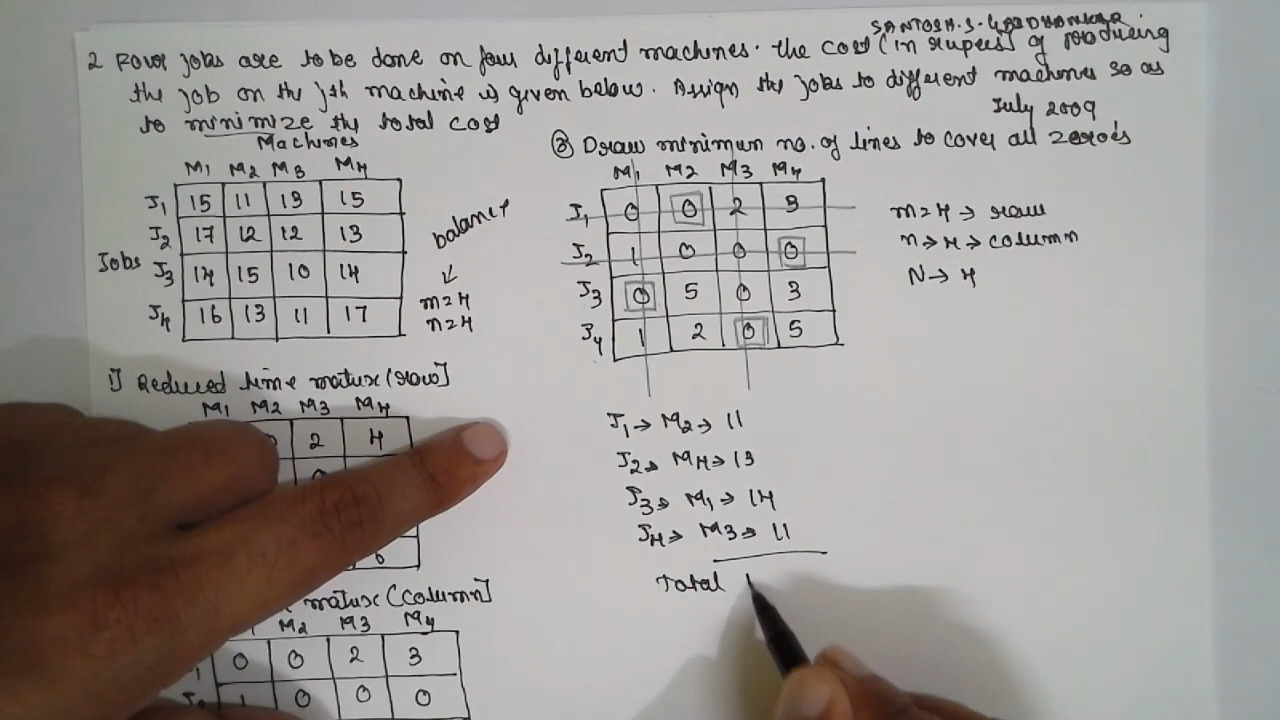 SANTOSH.S.
2 Four jobs are to be done on four different machines. The cost (in rupees) of producing
the job on the jth machine is given below. Assign the jobs to different machines so as
to minimize the total cost
July 2009
Machines
M1 M2 M3 M4
J1 15 11 13 15
J2 17 12 12 13
Jobs J3 14 15 10 14
J4 16 13 11 17
balance
↙
m=4
n=4
1] Reduced time matrix (row)
M1 M2 M3 M4
2 4
6
matrix (column]
M2 M3 M4
0 0 2 3
1 0 0 0
③ Draw minimum no. of lines to cover all zeroes
M1 M2 M3 M4
J1 0 0 2 3
J2 1 0 0 0
J3 0 5 0 3
J4 1 2 0 5
m=4 → row
n → 4 → column
N → 4
J1 → M2 → 11
J2 → M4 → 13
J3 → M1 → 14
J4 → M3 → 11
Total